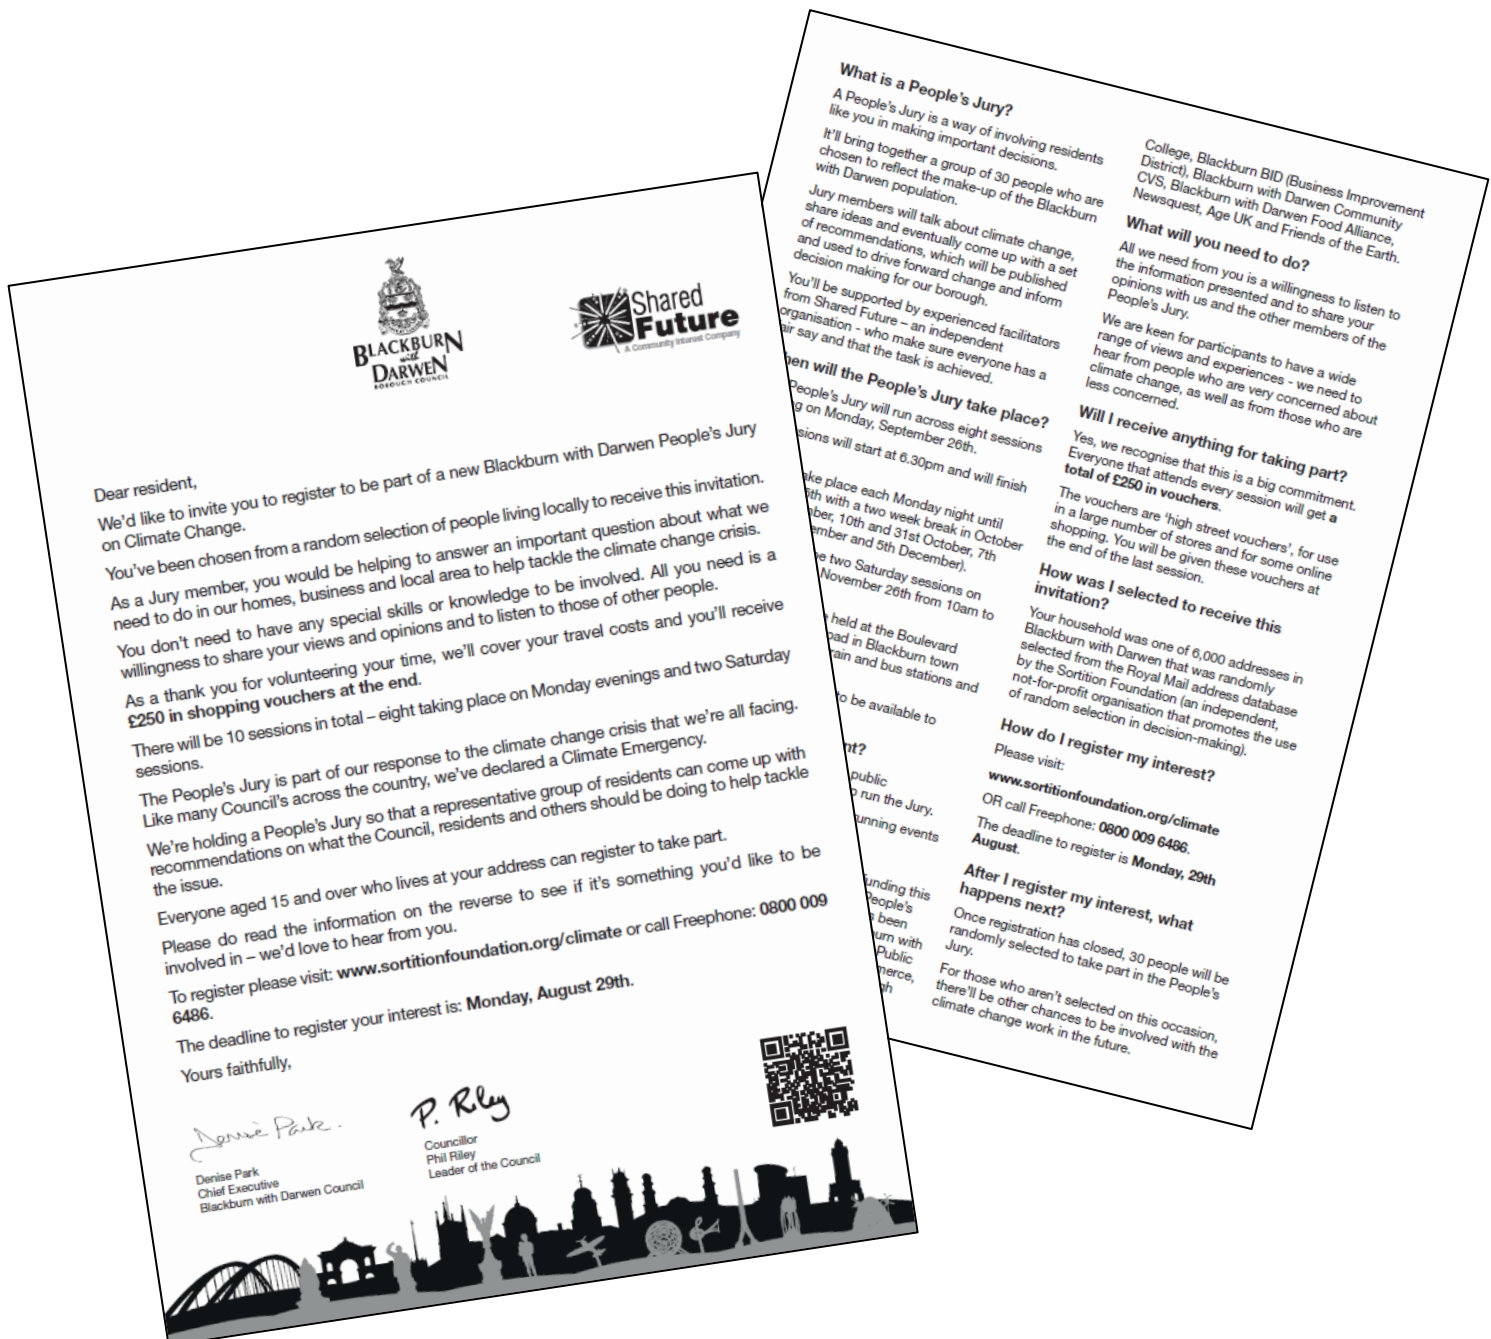 BLACKBURN
with
DARWEN
BOROUGH COUNCIL
Shared
Future
A Community Interest Company
Dear resident,
We'd like to invite you to register to be part of a new Blackburn with Darwen People's Jury
on Climate Change.
You've been chosen from a random selection of people living locally to receive this invitation.
As a Jury member, you would be helping to answer an important question about what we
need to do in our homes, business and local area to help tackle the climate change crisis.
You don't need to have any special skills or knowledge to be involved. All you need is a
willingness to share your views and opinions and to listen to those of other people.
As a thank you for volunteering your time, we'll cover your travel costs and you'll receive
£250 in shopping vouchers at the end.
There will be 10 sessions in total – eight taking place on Monday evenings and two Saturday
sessions.
The People's Jury is part of our response to the climate change crisis that we're all facing.
Like many Council's across the country, we've declared a Climate Emergency.
We're holding a People's Jury so that a representative group of residents can come up with
recommendations on what the Council, residents and others should be doing to help tackle
the issue.
Everyone aged 15 and over who lives at your address can register to take part.
Please do read the information on the reverse to see if it's something you'd like to be
involved in – we'd love to hear from you.
To register please visit: www.sortitionfoundation.org/climate or call Freephone: 0800 009
6486.
The deadline to register your interest is: Monday, August 29th.
Yours faithfully,
Denise Park.
P. Riley
Denise Park
Chief Executive
Blackburn with Darwen Council
Councillor
Phil Riley
Leader of the Council
What is a People's Jury?
A People's Jury is a way of involving residents
like you in making important decisions.
It'll bring together a group of 30 people who are
chosen to reflect the make-up of the Blackburn
with Darwen population.
Jury members will talk about climate change,
share ideas and eventually come up with a set
of recommendations, which will be published
and used to drive forward change and inform
decision making for our borough.
You'll be supported by experienced facilitators
from Shared Future – an independent
organisation - who make sure everyone has a
air say and that the task is achieved.
hen will the People's Jury take place?
People's Jury will run across eight sessions
g on Monday, September 26th.
sions will start at 6.30pm and will finish
ake place each Monday night until
ith with a two week break in October
ber, 10th and 31st October, 7th
ember and 5th December).
e two Saturday sessions on
November 26th from 10am to
held at the Boulevard
oad in Blackburn town
rain and bus stations and
to be available to
nt?
public
o run the Jury.
unning events
unding this
People's
s been
urn with
Public
merce,
gh
College, Blackburn BID (Business Improvement
District), Blackburn with Darwen Community
CVS, Blackburn with Darwen Food Alliance,
Newsquest, Age UK and Friends of the Earth.
What will you need to do?
All we need from you is a willingness to listen to
the information presented and to share your
opinions with us and the other members of the
People's Jury.
We are keen for participants to have a wide
range of views and experiences - we need to
hear from people who are very concerned about
climate change, as well as from those who are
less concerned.
Will I receive anything for taking part?
Yes, we recognise that this is a big commitment.
Everyone that attends every session will get a
total of £250 in vouchers.
The vouchers are 'high street vouchers', for use
in a large number of stores and for some online
shopping. You will be given these vouchers at
the end of the last session.
How was I selected to receive this
invitation?
Your household was one of 6,000 addresses in
Blackburn with Darwen that was randomly
selected from the Royal Mail address database
by the Sortition Foundation (an independent,
not-for-profit organisation that promotes the use
of random selection in decision-making).
How do I register my interest?
Please visit:
www.sortitionfoundation.org/climate
OR call Freephone: 0800 009 6486.
The deadline to register is Monday, 29th
August.
After I register my interest, what
happens next?
Once registration has closed, 30 people will be
randomly selected to take part in the People's
Jury.
For those who aren't selected on this occasion,
there'll be other chances to be involved with the
climate change work in the future.